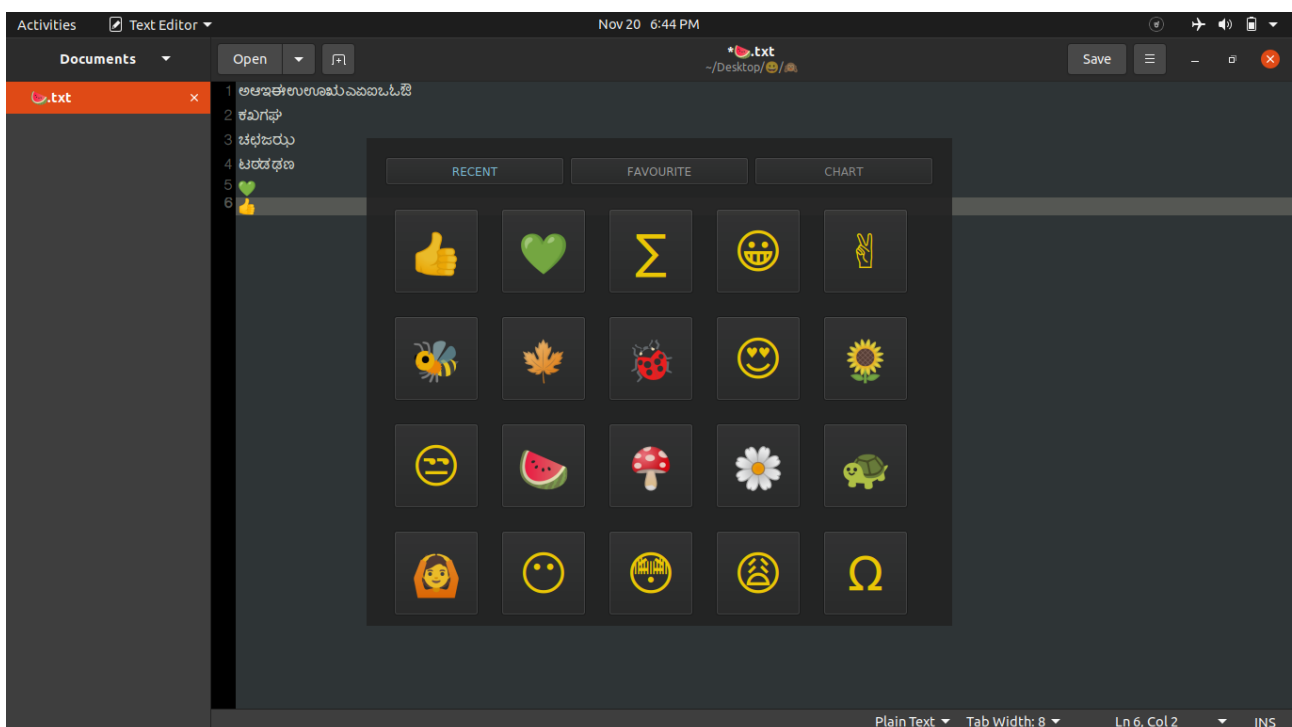 Activities Text Editor Nov 20 6:44 PM
Documents Open *🍉.txt Save
~/Desktop/😀/🙈
🍉.txt
1 ಅಆಇಈಉಊಋಎಏಐಒಓಔ
2 ಕಖಗಘ
3 ಚಛಜಝ
4 ಟಠಡಢಣ
5 💚
6 👍
RECENT FAVOURITE CHART
Σ
Ω
Plain Text Tab Width: 8 Ln 6, Col 2 INS